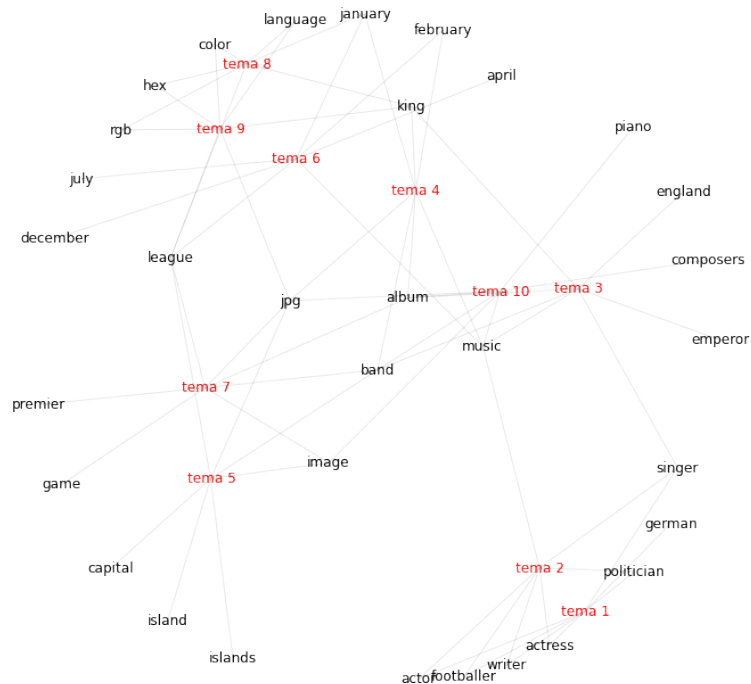 january
language
february
color
tema 8
april
hex
king
piano
rgb
tema 9
tema 6
july
tema 4
england
december
league
composers
tema 10
tema 3
jpg
album
emperor
music
band
tema 7
premier
image
singer
tema 5
game
german
capital
tema 2
politician
tema 1
island
actress
islands
writer
footballer
actor